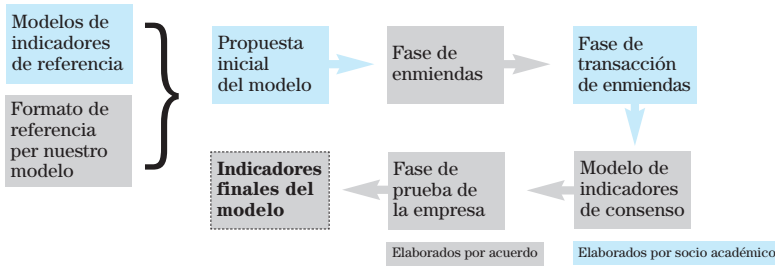 Modelos de
indicadores
de referencia
Formato de
referencia
per nuestro
modelo
Propuesta
inicial
del modelo
Fase de
enmiendas
Fase de
transacción
de enmiendas
Indicadores
finales del
modelo
Fase de
prueba de
la empresa
Modelo de
indicadores
de consenso
Elaborados por acuerdo
Elaborados por socio académico